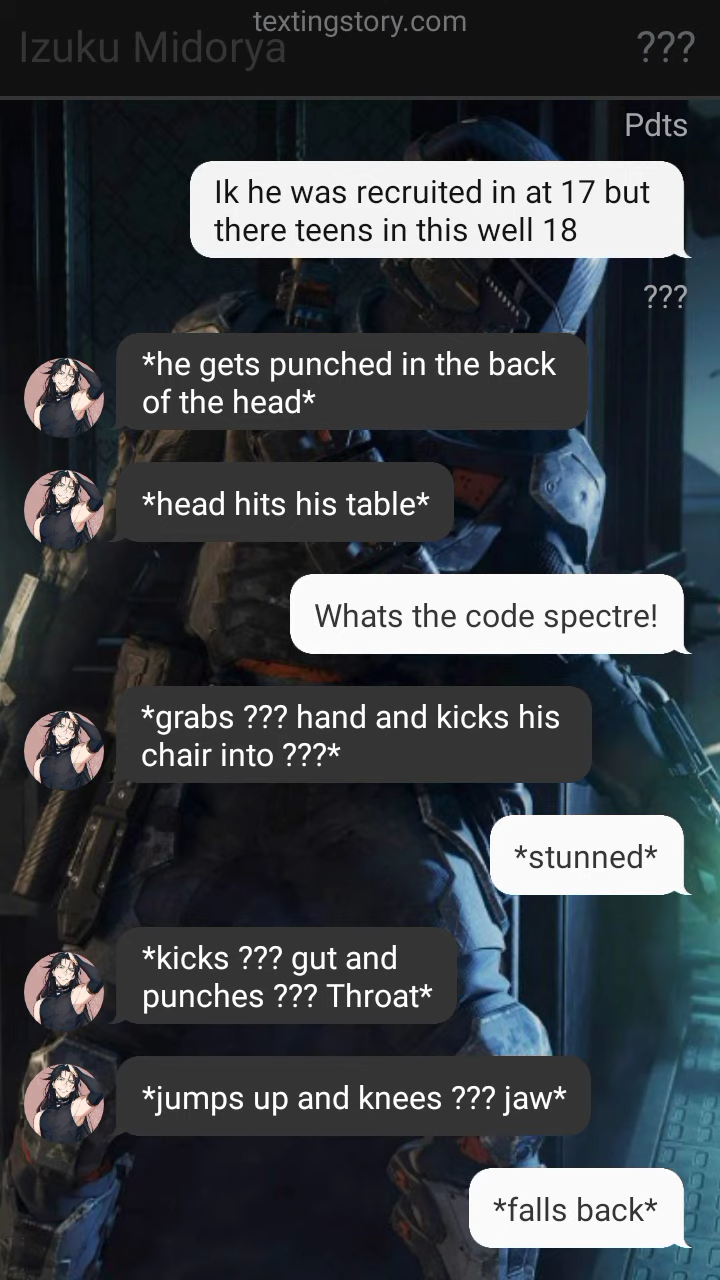 textingstory.com
Izuku Midorya
???
Pdts
Ik he was recruited in at 17 but
there teens in this well 18
???
*he gets punched in the back
of the head*
*head hits his table*
Whats the code spectre!
*grabs ??? hand and kicks his
chair into ???*
*stunned*
*kicks ??? gut and
punches ??? Throat*
*jumps up and knees ??? jaw*
*falls back*